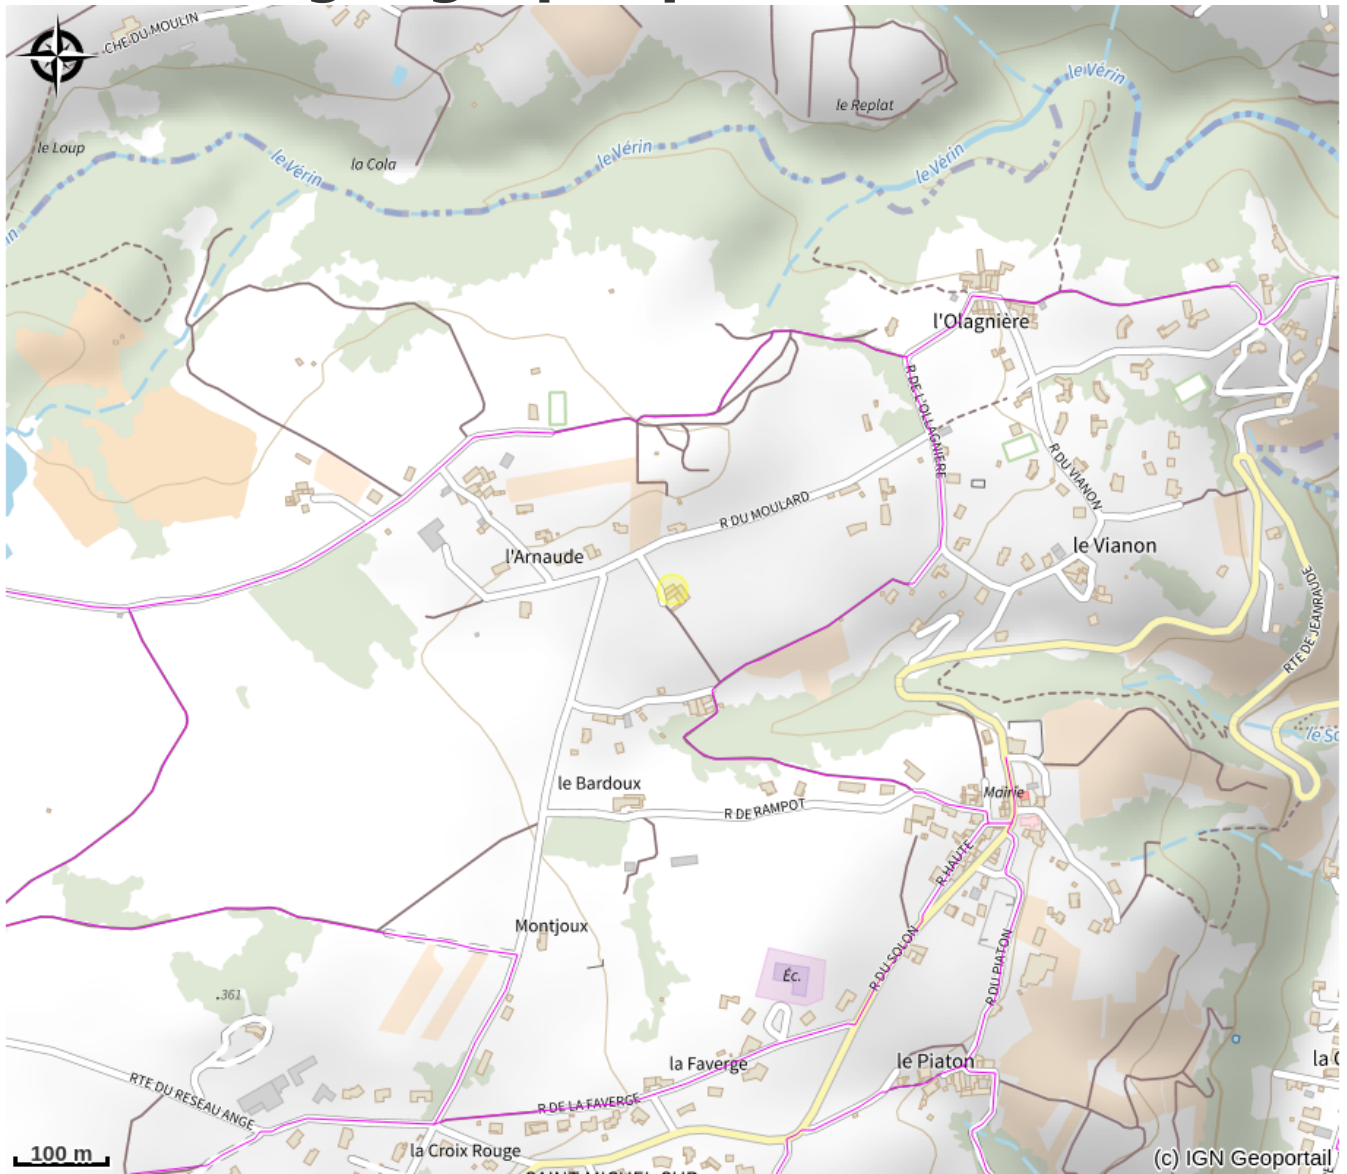 CHE DU MOULIN
le Vérin
le Replat
le Loup
la Cola
le Vérin
le Vérin
le Vérin
l'Olagnière
R DE L'OLLAGNIERE
R DU VIANON
R DU MOULARD
l'Arnaude
le Vianon
RTE DE JEANRAUDE
le Bardoux
Mairie
R DE RAMPOT
R HAUTE
Montjoux
R DU SOLON
R DU PIATON
Éc.
.361
la Faverge
le Piaton
RTE DU RESEAU ANGE
R DE LA FAVERGE
la Croix Rouge
100 m
(c) IGN Geoportail